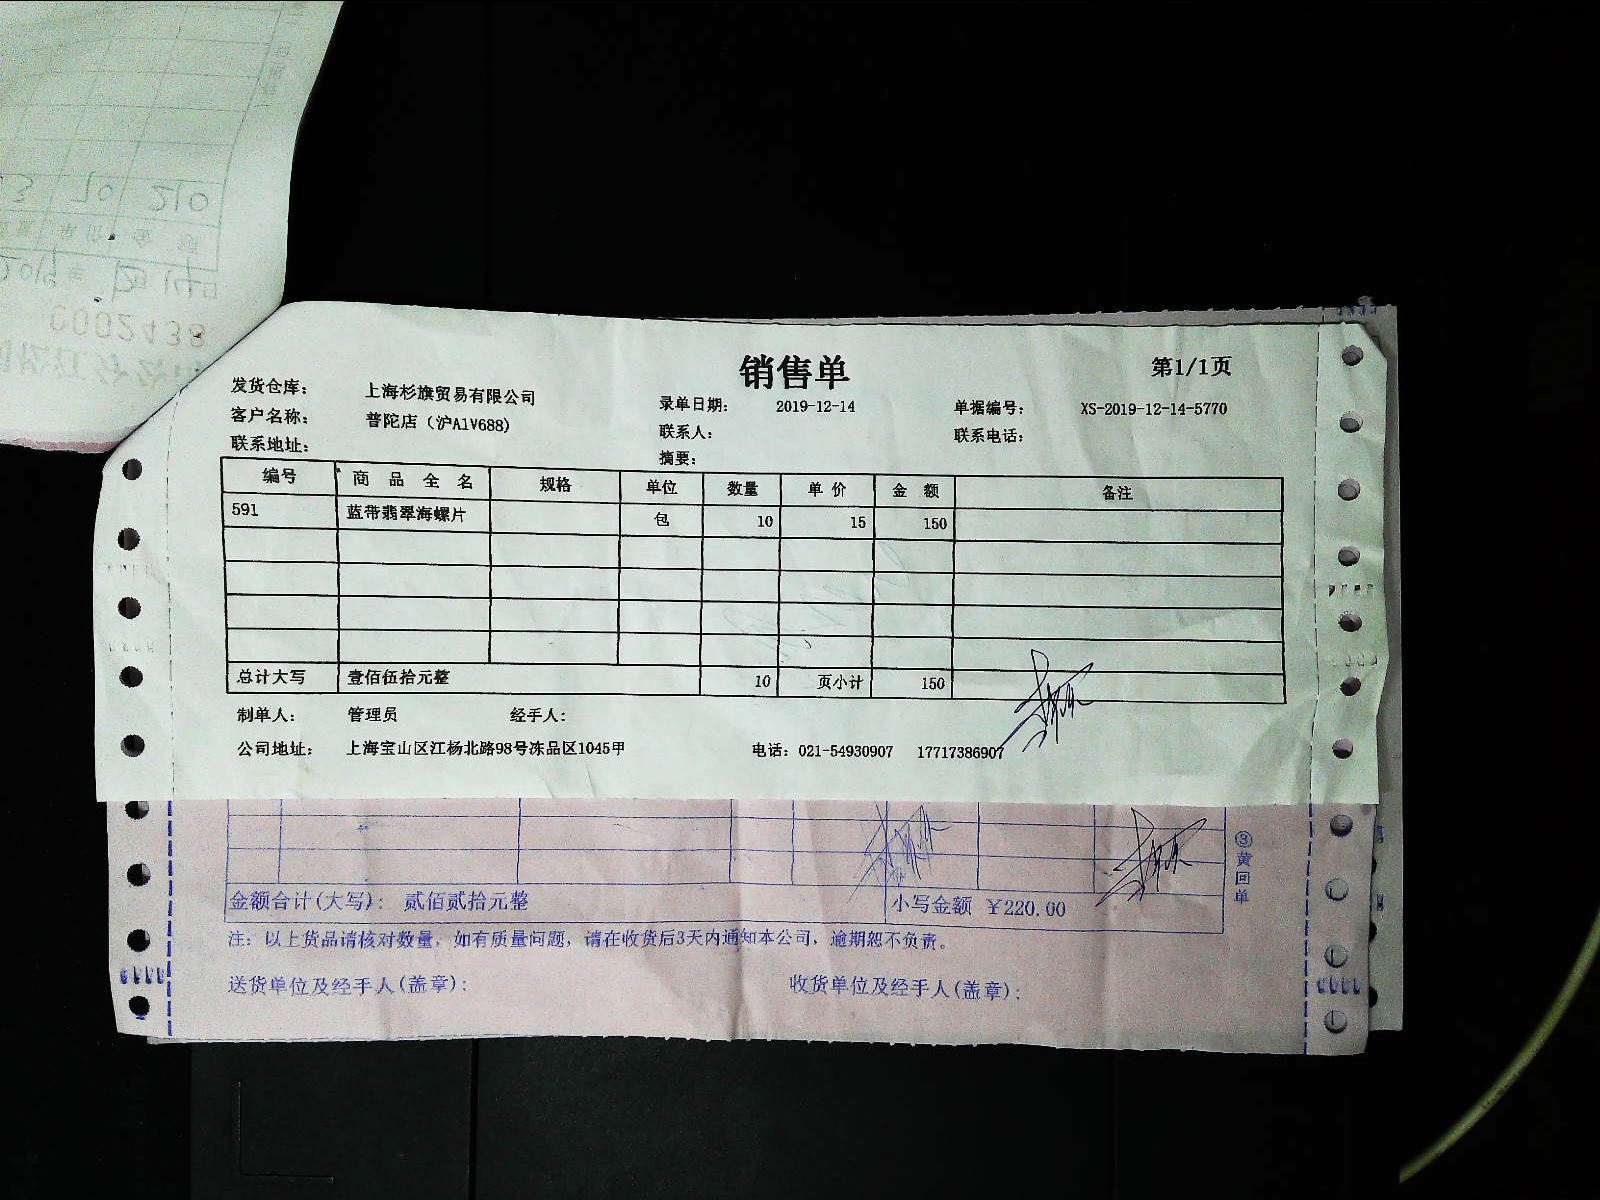 销售单
第1/1页
发货仓库： 上海杉旗贸易有限公司
录单日期： 2019-12-14
单据编号： XS-2019-12-14-5770
客户名称： 普陀店（沪A1V688）
联系人：
联系电话：
联系地址：
摘要：
编号 商品全名 规格 单位 数量 单价 金额 备注
591 蓝带翡翠海螺片 包 10 15 150
总计大写 壹佰伍拾元整 10 页小计 150
制单人： 管理员 经手人：
公司地址： 上海宝山区江杨北路98号冻品区1045甲 电话：021-54930907 17717386907
③黄回单
金额合计(大写)： 贰佰贰拾元整 小写金额 ￥220.00
注：以上货品请核对数量，如有质量问题，请在收货后3天内通知本公司，逾期恕不负责。
送货单位及经手人(盖章)： 收货单位及经手人(盖章)：
3 70 210
0002438